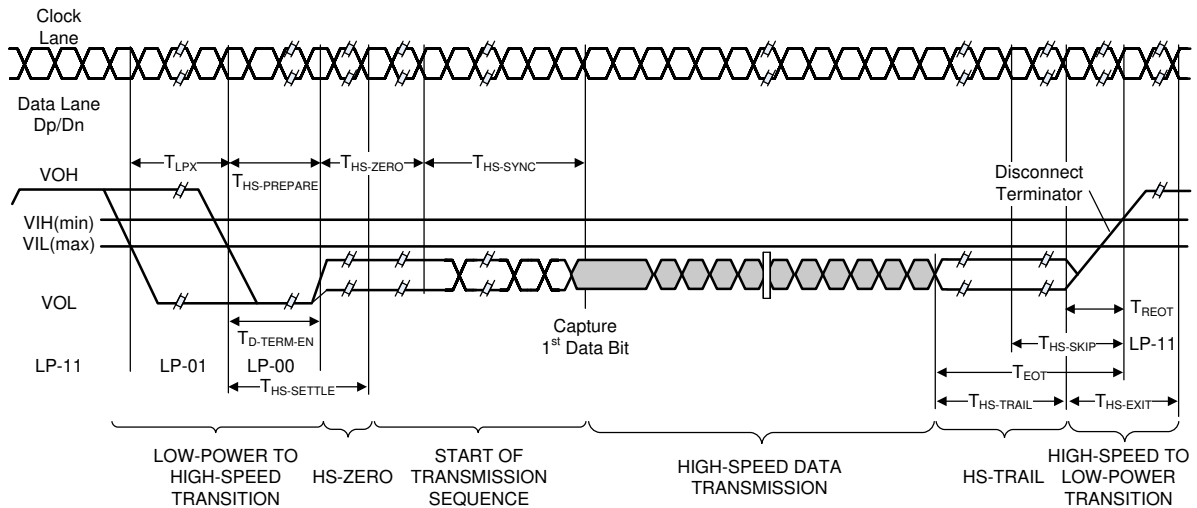 Clock
Lane
Data Lane
Dp/Dn
T_LPX
T_HS-PREPARE
T_HS-ZERO
T_HS-SYNC
VOH
Disconnect
Terminator
VIH(min)
VIL(max)
VOL
T_D-TERM-EN
Capture
1st Data Bit
T_REOT
T_HS-SKIP
LP-11
LP-11
LP-01
LP-00
T_EOT
T_HS-SETTLE
T_HS-TRAIL
T_HS-EXIT
LOW-POWER TO
HIGH-SPEED
TRANSITION
HS-ZERO
START OF
TRANSMISSION
SEQUENCE
HIGH-SPEED DATA
TRANSMISSION
HS-TRAIL
HIGH-SPEED TO
LOW-POWER
TRANSITION